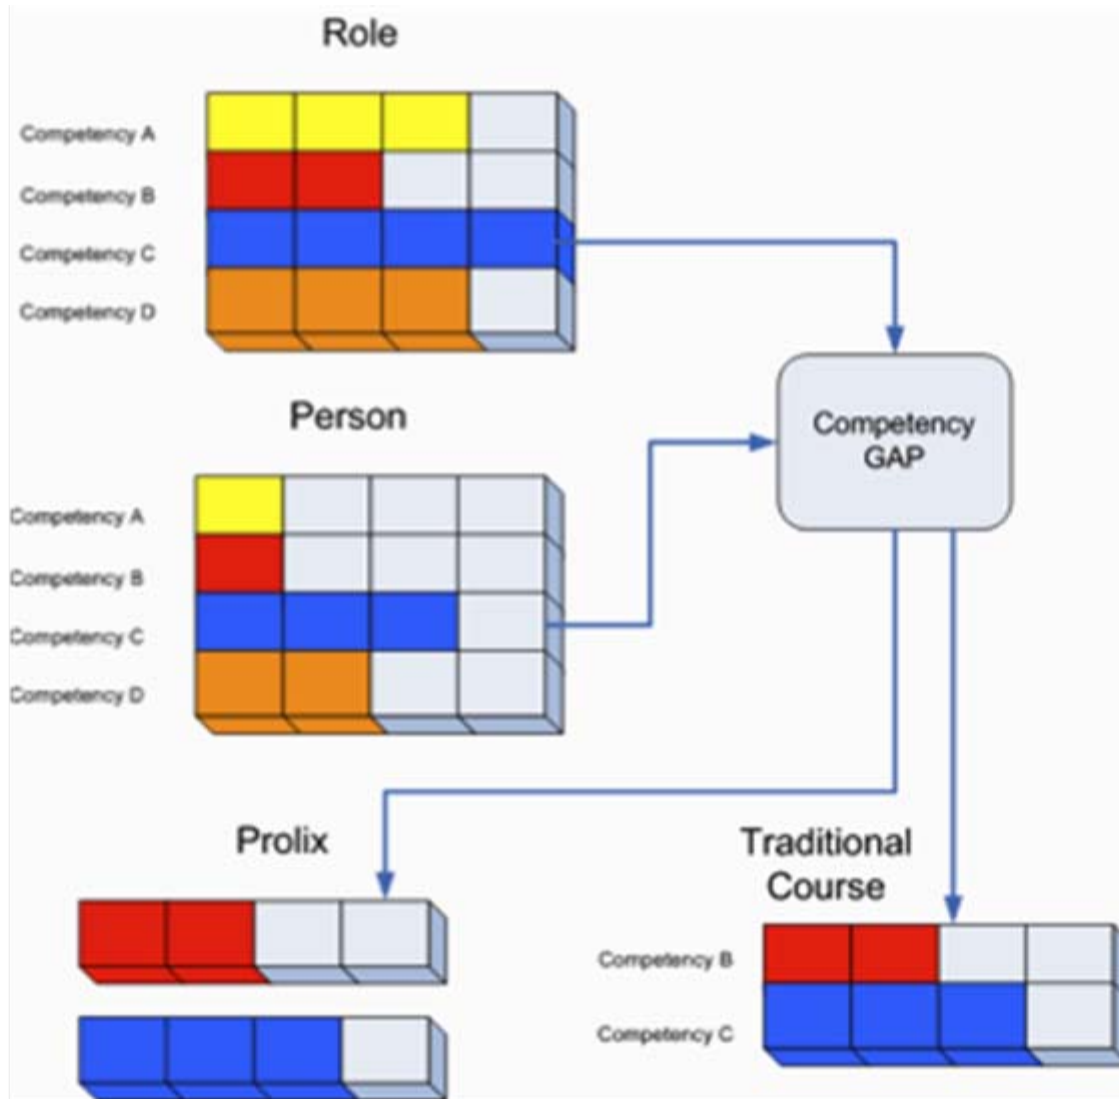 Role
Competency A
Competency B
Competency C
Competency D
Person
Competency A
Competency B
Competency C
Competency D
Competency
GAP
Prolix
Traditional
Course
Competency B
Competency C